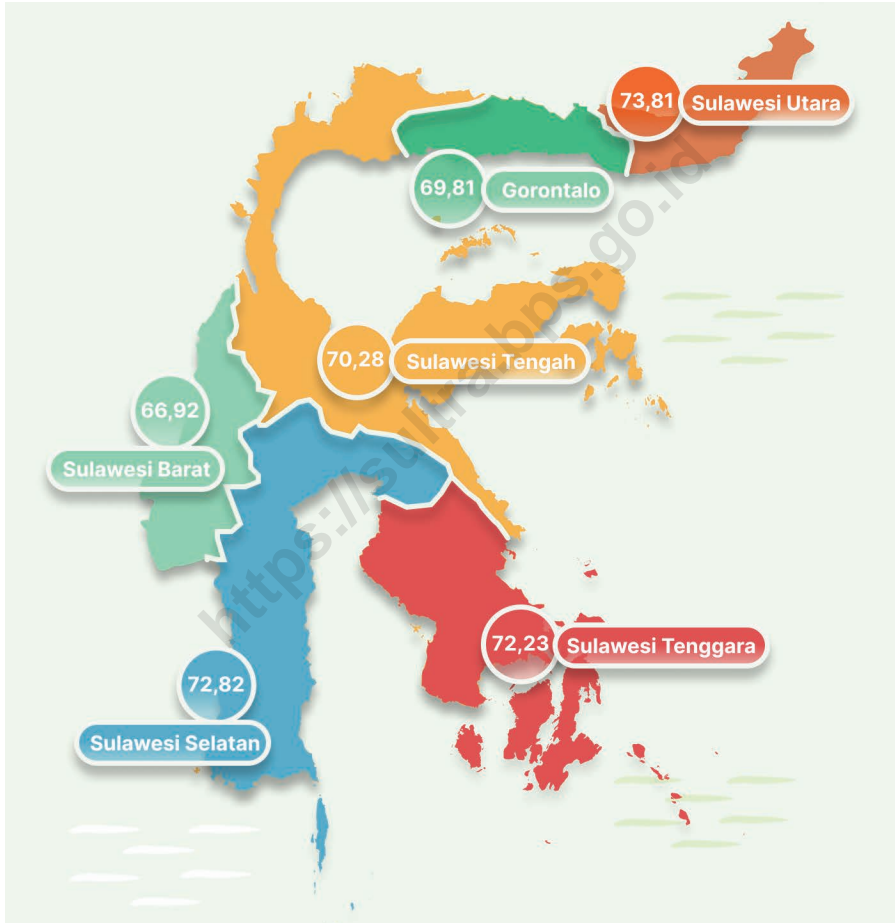 73,81
Sulawesi Utara
69,81
Gorontalo
70,28
Sulawesi Tengah
66,92
Sulawesi Barat
72,23
Sulawesi Tenggara
72,82
Sulawesi Selatan
https://sultra.bps.go.id